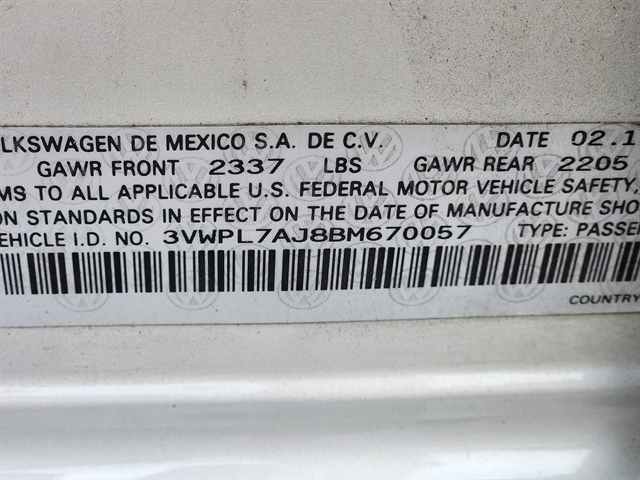 LKSWAGEN DE MEXICO S.A. DE C.V. DATE 02.1
GAWR FRONT 2337 LBS GAWR REAR 2205
MS TO ALL APPLICABLE U.S. FEDERAL MOTOR VEHICLE SAFETY,
ON STANDARDS IN EFFECT ON THE DATE OF MANUFACTURE SHO
EHICLE I.D. NO. 3VWPL7AJ8BM670057 TYPE: PASSE
COUNTRY